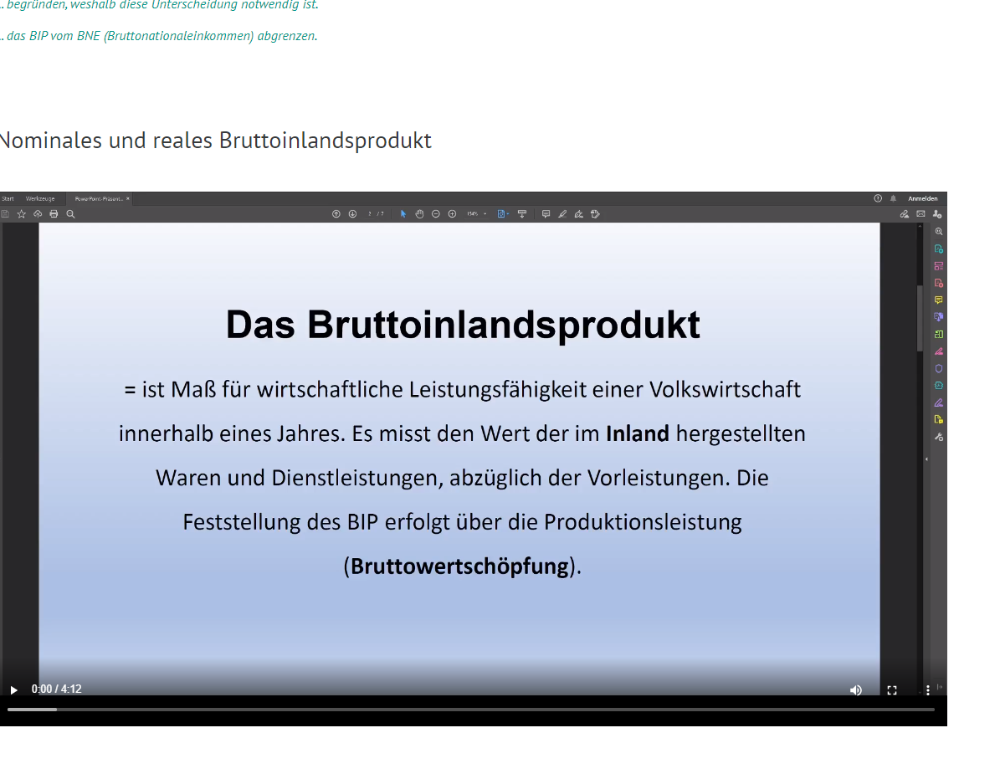 .. begründen, weshalb diese Unterscheidung notwendig ist.
.. das BIP vom BNE (Bruttonationaleinkommen) abgrenzen.
Nominales und reales Bruttoinlandsprodukt
Start Werkzeuge PowerPoint-Präsent... × Anmelden
/ 7 154%
Das Bruttoinlandsprodukt
= ist Maß für wirtschaftliche Leistungsfähigkeit einer Volkswirtschaft
innerhalb eines Jahres. Es misst den Wert der im Inland hergestellten
Waren und Dienstleistungen, abzüglich der Vorleistungen. Die
Feststellung des BIP erfolgt über die Produktionsleistung
(Bruttowertschöpfung).
0:00 / 4:12